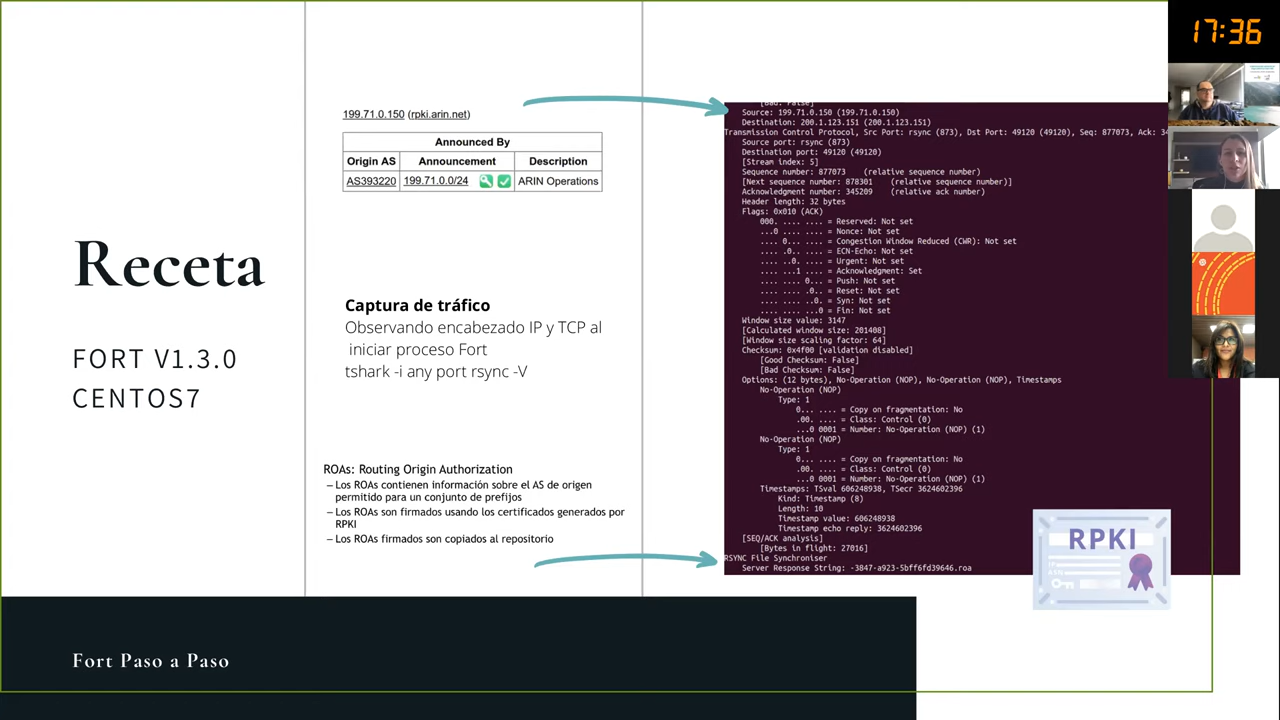 17:36
199.71.0.150 (rpki.arin.net)
Announced By
Origin AS Announcement Description
AS393220 199.71.0.0/24 ARIN Operations
Receta
FORT V1.3.0
CENTOS7
Captura de tráfico
Observando encabezado IP y TCP al
iniciar proceso Fort
tshark -i any port rsync -V
ROAs: Routing Origin Authorization
– Los ROAs contienen información sobre el AS de origen
permitido para un conjunto de prefijos
– Los ROAs son firmados usando los certificados generados por
RPKI
– Los ROAs firmados son copiados al repositorio
[Bad: False]
Source: 199.71.0.150 (199.71.0.150)
Destination: 200.1.123.151 (200.1.123.151)
Transmission Control Protocol, Src Port: rsync (873), Dst Port: 49120 (49120), Seq: 877073, Ack: 34
Source port: rsync (873)
Destination port: 49120 (49120)
[Stream index: 5]
Sequence number: 877073 (relative sequence number)
[Next sequence number: 878301 (relative sequence number)]
Acknowledgment number: 345209 (relative ack number)
Header length: 32 bytes
Flags: 0x010 (ACK)
000. .... .... = Reserved: Not set
...0 .... .... = Nonce: Not set
.... 0... .... = Congestion Window Reduced (CWR): Not set
.... .0.. .... = ECN-Echo: Not set
.... ..0. .... = Urgent: Not set
.... ...1 .... = Acknowledgment: Set
.... .... 0... = Push: Not set
.... .... .0.. = Reset: Not set
.... .... ..0. = Syn: Not set
.... .... ...0 = Fin: Not set
Window size value: 3147
[Calculated window size: 201408]
[Window size scaling factor: 64]
Checksum: 0x4f00 [validation disabled]
[Good Checksum: False]
[Bad Checksum: False]
Options: (12 bytes), No-Operation (NOP), No-Operation (NOP), Timestamps
No-Operation (NOP)
Type: 1
0... .... = Copy on fragmentation: No
.00. .... = Class: Control (0)
...0 0001 = Number: No-Operation (NOP) (1)
No-Operation (NOP)
Type: 1
0... .... = Copy on fragmentation: No
.00. .... = Class: Control (0)
...0 0001 = Number: No-Operation (NOP) (1)
Timestamps: TSval 606248938, TSecr 3624602396
Kind: Timestamp (8)
Length: 10
Timestamp value: 606248938
Timestamp echo reply: 3624602396
[SEQ/ACK analysis]
[Bytes in flight: 27016]
RSYNC File Synchroniser
Server Response String: -3847-a923-5bff6fd39646.roa
RPKI
IP
ASN
Fort Paso a Paso